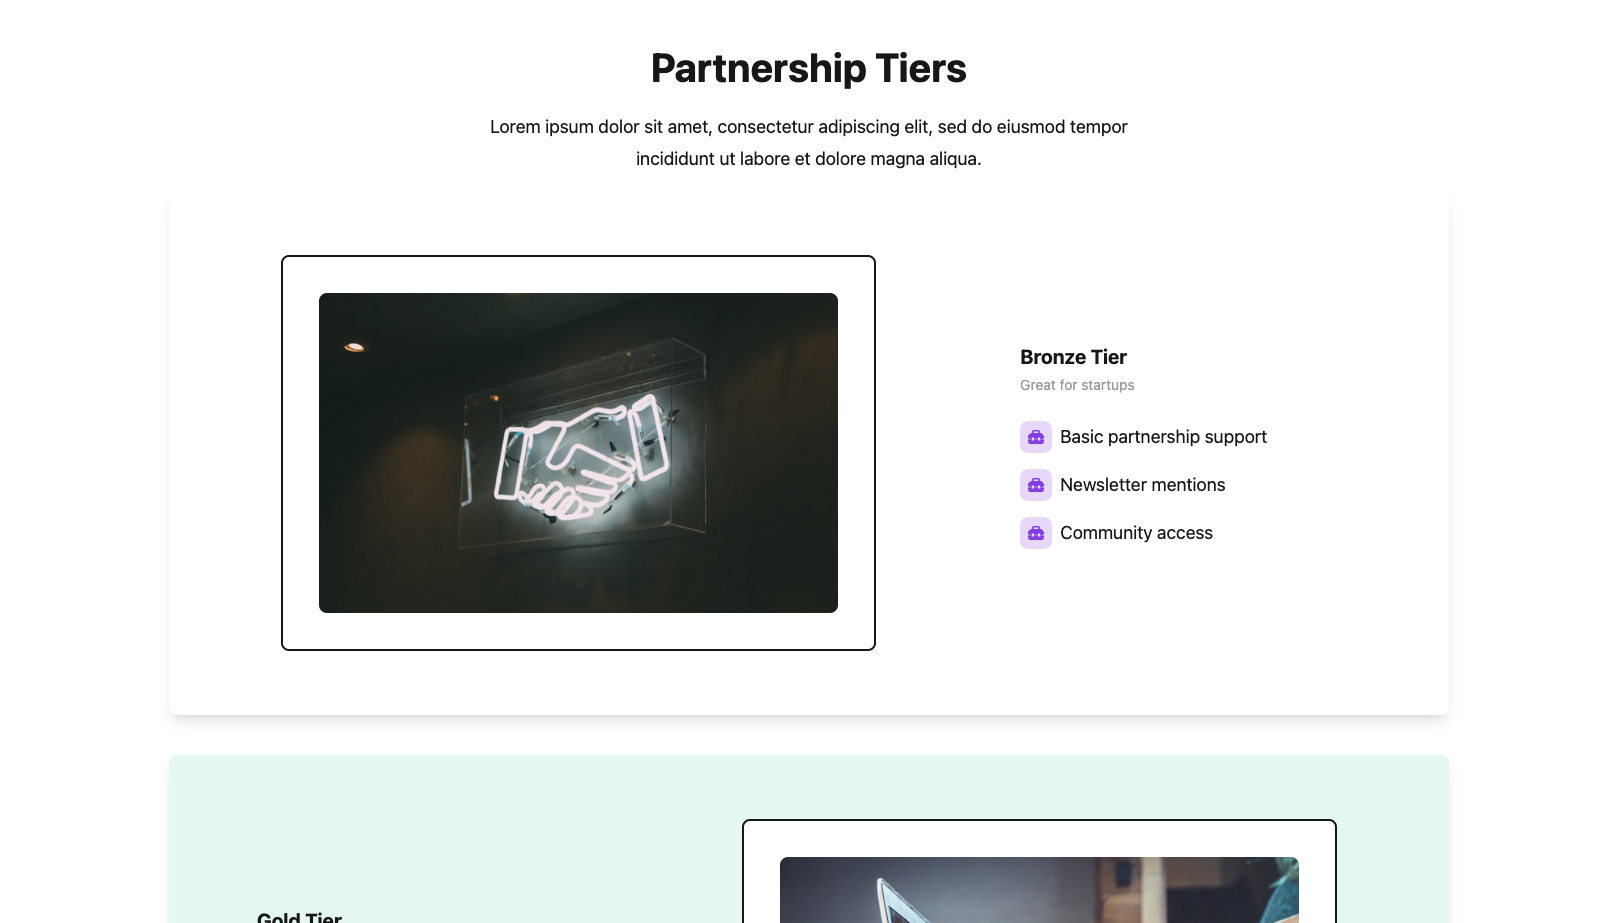 Partnership Tiers
Lorem ipsum dolor sit amet, consectetur adipiscing elit, sed do eiusmod tempor
incididunt ut labore et dolore magna aliqua.
Bronze Tier
Great for startups
Basic partnership support
Newsletter mentions
Community access
Gold Tier